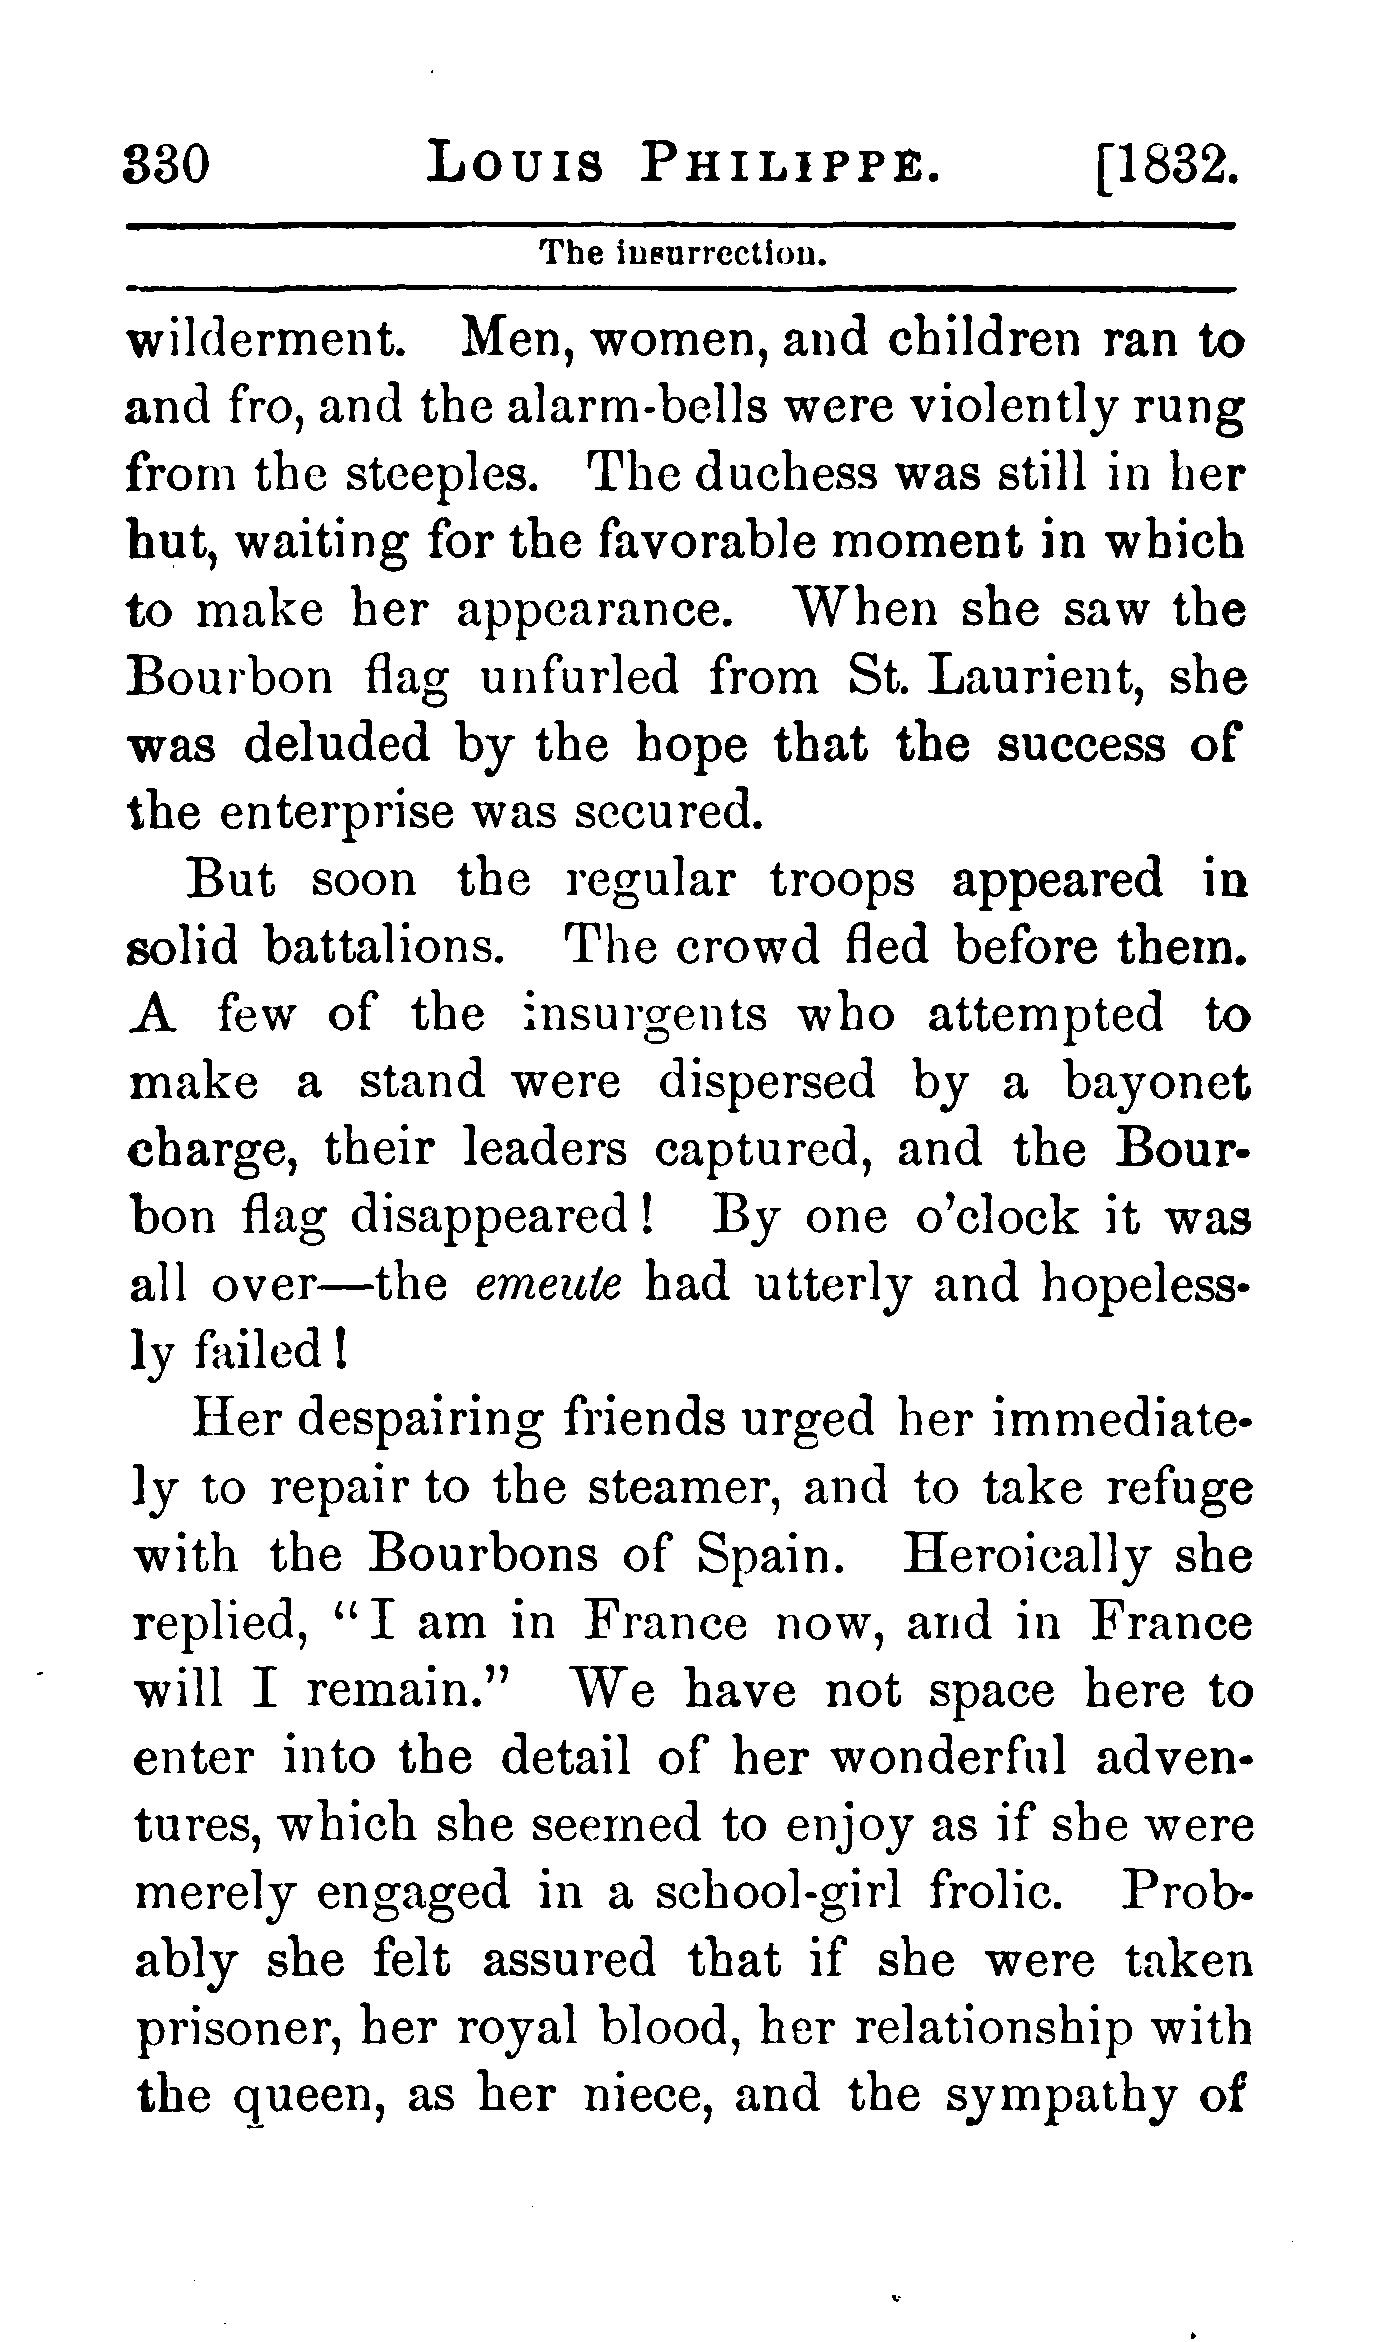 330 LOUIS PHILIPPE. [1832.
The insurrection.
wilderment. Men, women, and children ran to
and fro, and the alarm-bells were violently rung
from the steeples. The duchess was still in her
hut, waiting for the favorable moment in which
to make her appearance. When she saw the
Bourbon flag unfurled from St. Laurient, she
was deluded by the hope that the success of
the enterprise was secured.
But soon the regular troops appeared in
solid battalions. The crowd fled before them.
A few of the insurgents who attempted to
make a stand were dispersed by a bayonet
charge, their leaders captured, and the Bour-
bon flag disappeared! By one o'clock it was
all over—the emeute had utterly and hopeless-
ly failed!
Her despairing friends urged her immediate-
ly to repair to the steamer, and to take refuge
with the Bourbons of Spain. Heroically she
replied, "I am in France now, and in France
will I remain." We have not space here to
enter into the detail of her wonderful adven-
tures, which she seemed to enjoy as if she were
merely engaged in a school-girl frolic. Prob-
ably she felt assured that if she were taken
prisoner, her royal blood, her relationship with
the queen, as her niece, and the sympathy of